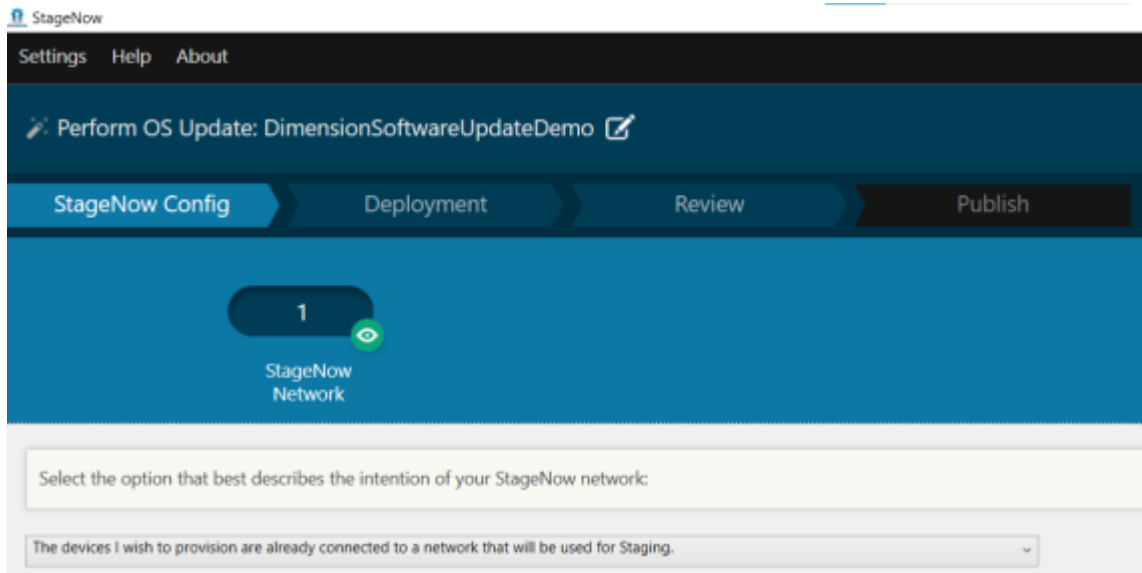 StageNow
Settings Help About
Perform OS Update: DimensionSoftwareUpdateDemo
StageNow Config Deployment Review Publish
1
StageNow
Network
Select the option that best describes the intention of your StageNow network:
The devices I wish to provision are already connected to a network that will be used for Staging.